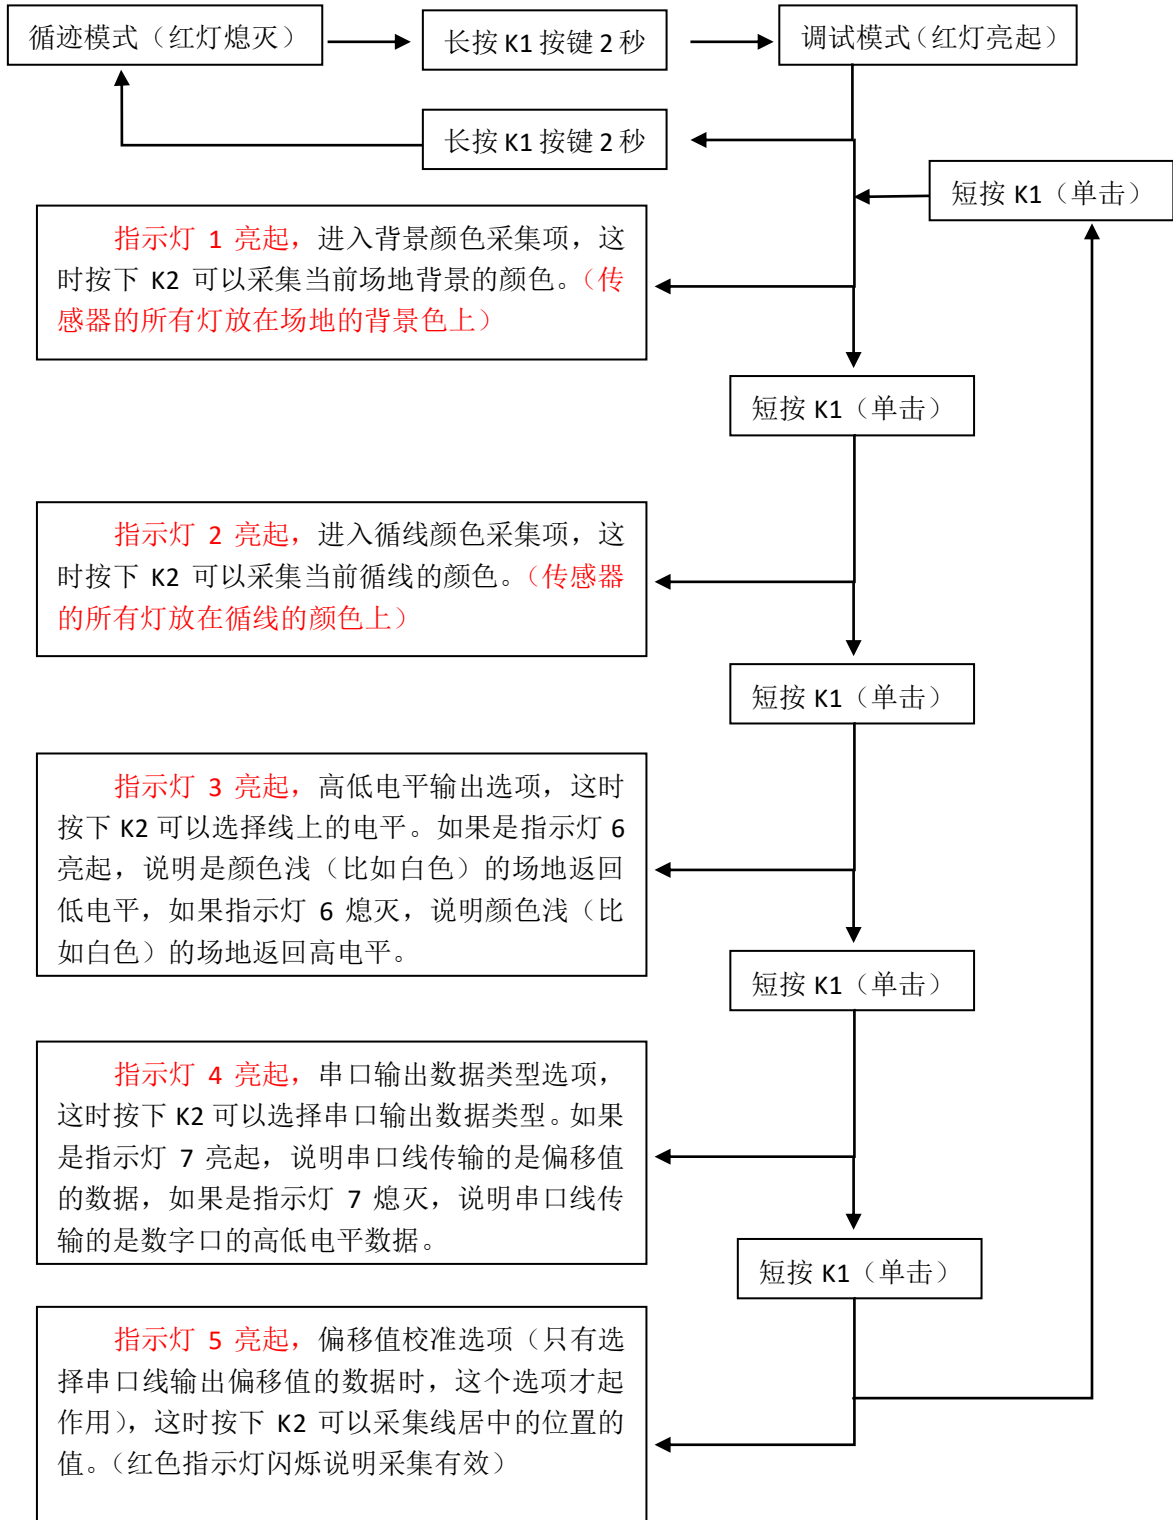 循迹模式（红灯熄灭）
长按 K1 按键 2 秒
调试模式（红灯亮起）
长按 K1 按键 2 秒
短按 K1（单击）
指示灯 1 亮起，进入背景颜色采集项，这
时按下 K2 可以采集当前场地背景的颜色。（传
感器的所有灯放在场地的背景色上）
短按 K1（单击）
指示灯 2 亮起，进入循线颜色采集项，这
时按下 K2 可以采集当前循线的颜色。（传感器
的所有灯放在循线的颜色上）
短按 K1（单击）
指示灯 3 亮起，高低电平输出选项，这时
按下 K2 可以选择线上的电平。如果是指示灯 6
亮起，说明是颜色浅（比如白色）的场地返回
低电平，如果指示灯 6 熄灭，说明颜色浅（比
如白色）的场地返回高电平。
短按 K1（单击）
指示灯 4 亮起，串口输出数据类型选项，
这时按下 K2 可以选择串口输出数据类型。如果
是指示灯 7 亮起，说明串口线传输的是偏移值
的数据，如果是指示灯 7 熄灭，说明串口线传
输的是数字口的高低电平数据。
短按 K1（单击）
指示灯 5 亮起，偏移值校准选项（只有选
择串口线输出偏移值的数据时，这个选项才起
作用），这时按下 K2 可以采集线居中的位置的
值。（红色指示灯闪烁说明采集有效）